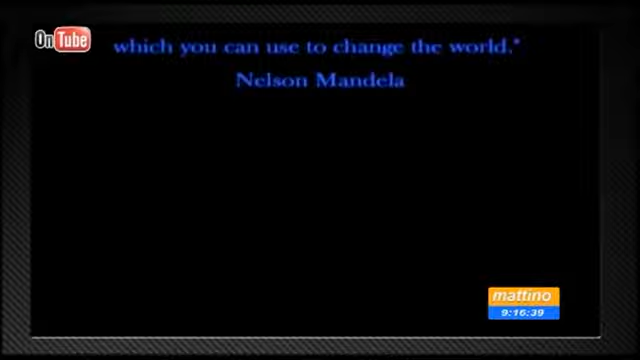 OnTube
which you can use to change the world."
Nelson Mandela
mattino
9:16:39